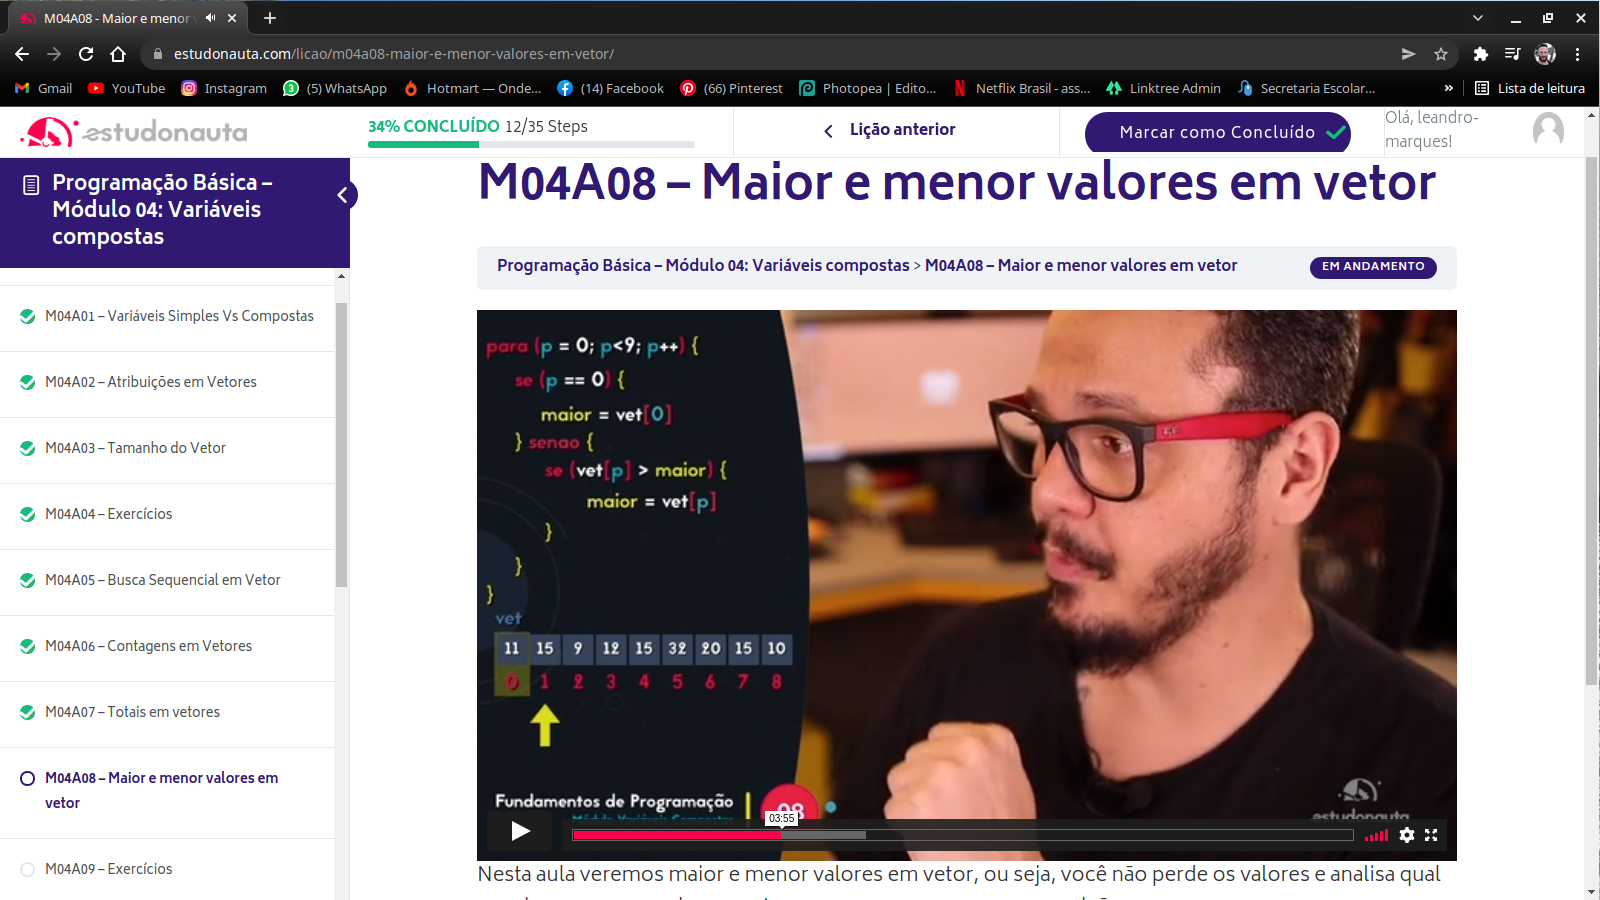 M04A08 - Maior e menor v
estudonauta.com/licao/m04a08-maior-e-menor-valores-em-vetor/
Gmail
YouTube
Instagram
(5) WhatsApp
Hotmart — Onde...
(14) Facebook
(66) Pinterest
Photopea | Edito...
Netflix Brasil - ass...
Linktree Admin
Secretaria Escolar...
»
Lista de leitura
estudonauta
34% CONCLUÍDO 12/35 Steps
Lição anterior
Marcar como Concluído
Olá, leandro-
marques!
Programação Básica –
Módulo 04: Variáveis
compostas
M04A01 – Variáveis Simples Vs Compostas
M04A02 – Atribuições em Vetores
M04A03 – Tamanho do Vetor
M04A04 – Exercícios
M04A05 – Busca Sequencial em Vetor
M04A06 – Contagens em Vetores
M04A07 – Totais em vetores
M04A08 – Maior e menor valores em
vetor
M04A09 – Exercícios
M04A08 – Maior e menor valores em vetor
Programação Básica – Módulo 04: Variáveis compostas > M04A08 – Maior e menor valores em vetor
EM ANDAMENTO
para (p = 0; p<9; p++) {
se (p == 0) {
maior = vet[0]
} senao {
se (vet[p] > maior) {
maior = vet[p]
}
}
}
vet
11 15 9 12 15 32 20 15 10
0 1 2 3 4 5 6 7 8
Fundamentos de Programação
08
estudonauta
03:55
Nesta aula veremos maior e menor valores em vetor, ou seja, você não perde os valores e analisa qual